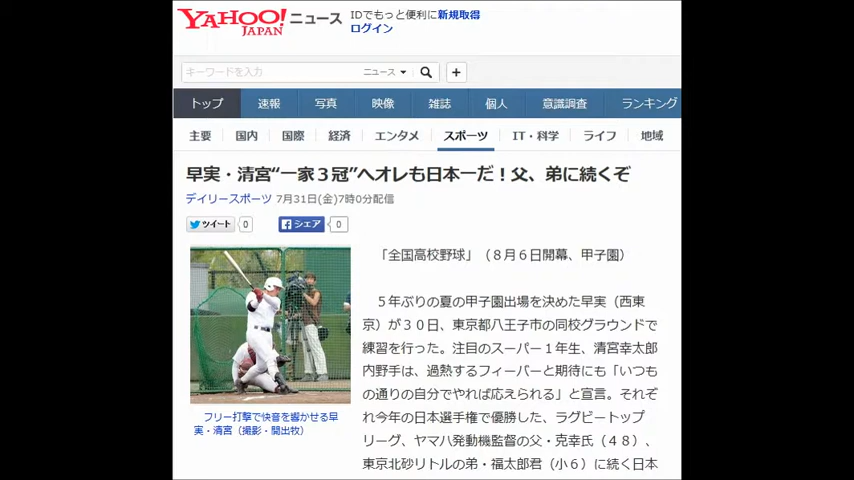 YAHOO! JAPAN ニュース
IDでもっと便利に新規取得
ログイン
キーワードを入力
ニュース
トップ 速報 写真 映像 雑誌 個人 意識調査 ランキング
主要 国内 国際 経済 エンタメ スポーツ IT・科学 ライフ 地域
早実・清宮“一家３冠”へオレも日本一だ！父、弟に続くぞ
デイリースポーツ 7月31日(金)7時0分配信
ツイート 0 シェア 0
「全国高校野球」（８月６日開幕、甲子園）
５年ぶりの夏の甲子園出場を決めた早実（西東
京）が３０日、東京都八王子市の同校グラウンドで
練習を行った。注目のスーパー１年生、清宮幸太郎
内野手は、過熱するフィーバーと期待にも「いつも
の通りの自分でやれば応えられる」と宣言。それぞ
れ今年の日本選手権で優勝した、ラグビートップ
リーグ、ヤマハ発動機監督の父・克幸氏（４８）、
東京北砂リトルの弟・福太郎君（小６）に続く日本
フリー打撃で快音を響かせる早
実・清宮（撮影・開出牧）